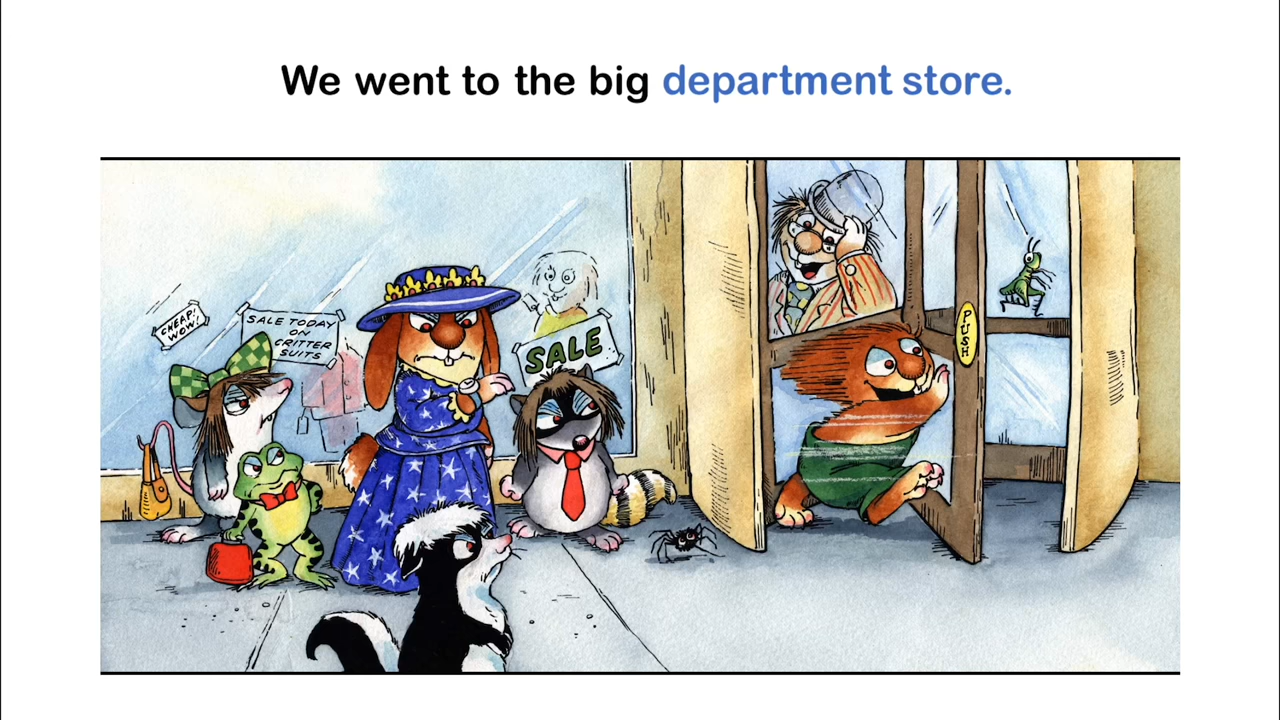 We went to the big department store.
CHEAP!
WOW!
SALE TODAY
ON
CRITTER
SUITS
SALE
PUSH